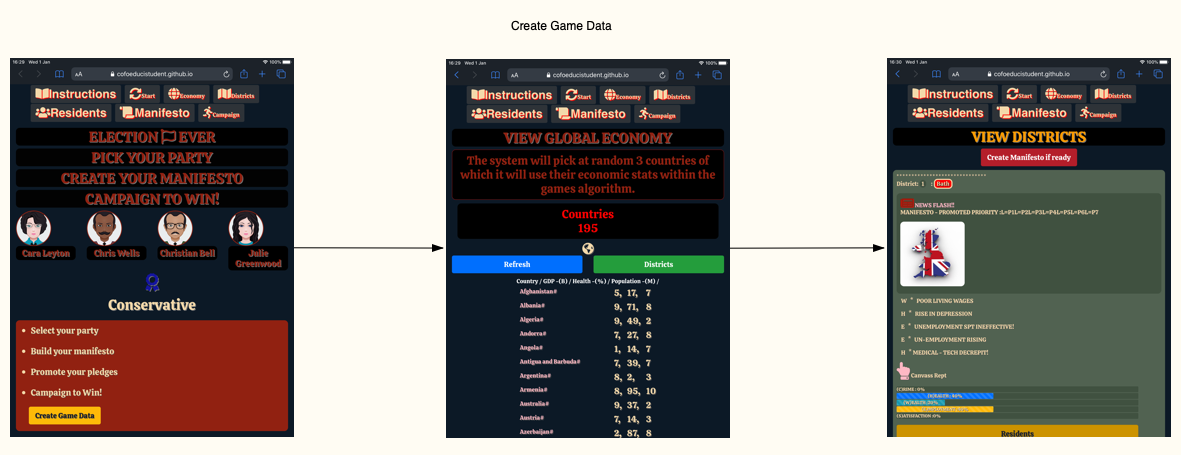 Create Game Data
16:29 Wed 1 Jan 100%
AA cofoeducistudent.github.io
Instructions Start Economy Districts
Residents Manifesto Campaign
ELECTION EVER
PICK YOUR PARTY
CREATE YOUR MANIFESTO
CAMPAIGN TO WIN!
Cara Leyton Chris Wells Christian Bell Julie Greenwood
Conservative
Select your party
Build your manifesto
Promote your pledges
Campaign to Win!
Create Game Data
16:29 Wed 1 Jan 100%
AA cofoeducistudent.github.io
Instructions Start Economy Districts
Residents Manifesto Campaign
VIEW GLOBAL ECONOMY
The system will pick at random 3 countries of
which it will use their economic stats within the
games algorithm.
Countries
195
Refresh Districts
Country / GDP -(B) / Health -(%) / Population -(M) /
Afghanistan# 5, 17, 7
Albania# 9, 71, 8
Algeria# 9, 49, 2
Andorra# 7, 27, 8
Angola# 1, 14, 7
Antigua and Barbuda# 7, 39, 7
Argentina# 8, 2, 3
Armenia# 8, 95, 10
Australia# 9, 37, 2
Austria# 7, 14, 3
Azerbaijan# 2, 87, 8
16:30 Wed 1 Jan 100%
AA cofoeducistudent.github.io
Instructions Start Economy Districts
Residents Manifesto Campaign
VIEW DISTRICTS
Create Manifesto if ready
District: 1 : Bath
NEWS FLASH!!
MANIFESTO - PROMOTED PRIORITY :L=P1L=P2L=P3L=P4L=P5L=P6L=P7
W * POOR LIVING WAGES
H * RISE IN DEPRESSION
E * UNEMPLOYMENT SPT INEFFECTIVE!
E * UN-EMPLOYMENT RISING
H * MEDICAL - TECH DECREPIT!
Canvass Rept
(C)RIME :0%
(S)ATISFACTION :0%
Residents